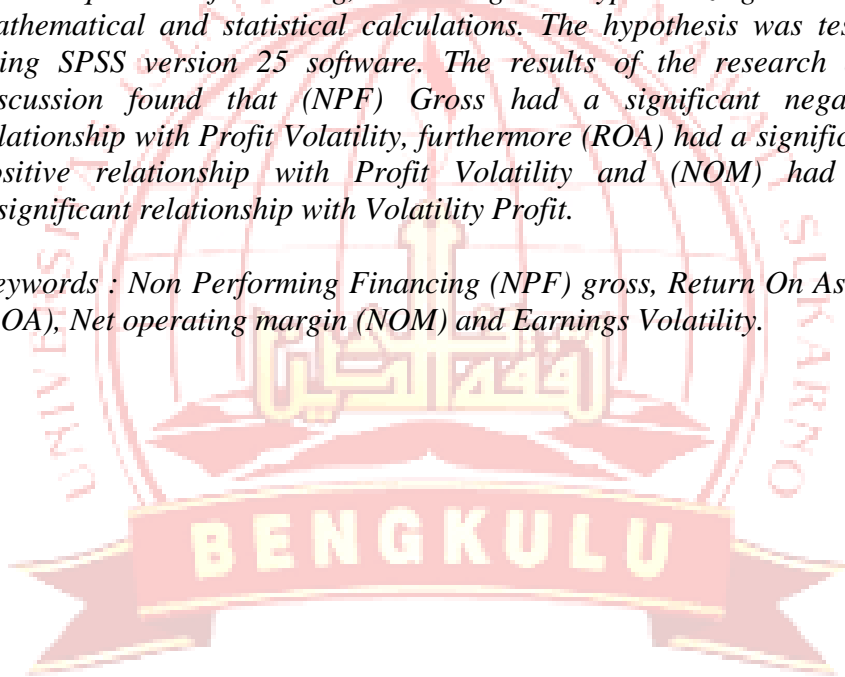 mathematical and statistical calculations. The hypothesis was tes
ing SPSS version 25 software. The results of the research
scussion found that (NPF) Gross had a significant nega
lationship with Profit Volatility, furthermore (ROA) had a signific
ositive relationship with Profit Volatility and (NOM) had
significant relationship with Volatility Profit.
eywords : Non Performing Financing (NPF) gross, Return On As
OA), Net operating margin (NOM) and Earnings Volatility.
UNIVERSITAS
SUKARNO
BENGKULU